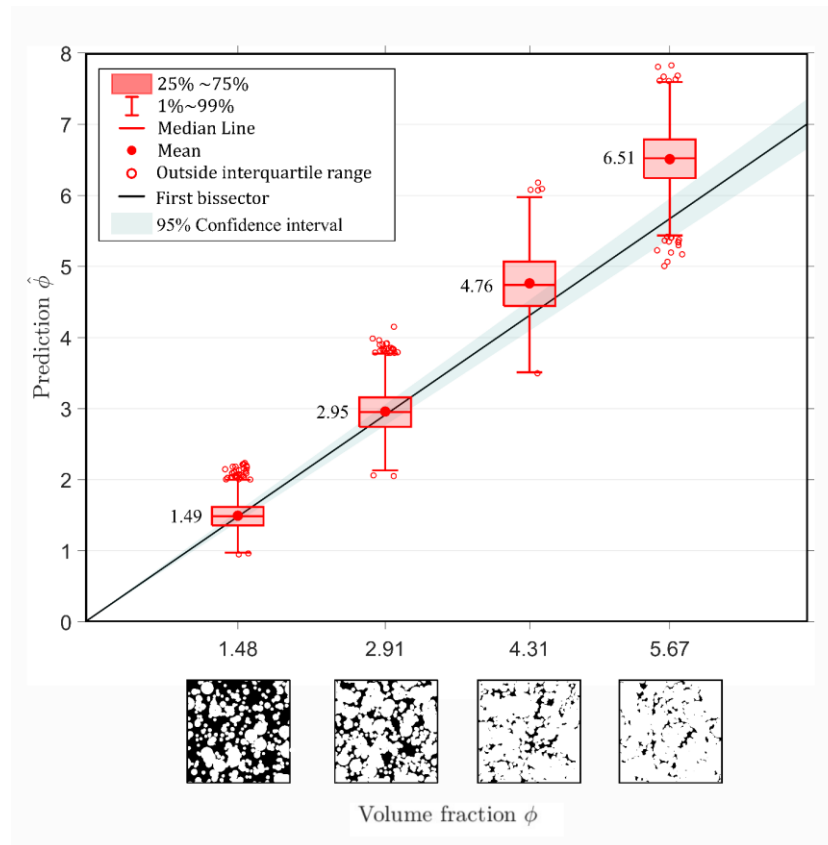 8
7
6
5
4
3
2
1
0
Prediction ϕ̂
25% ~75%
1%~99%
Median Line
Mean
Outside interquartile range
First bissector
95% Confidence interval
1.49
2.95
4.76
6.51
1.48 2.91 4.31 5.67
Volume fraction ϕ